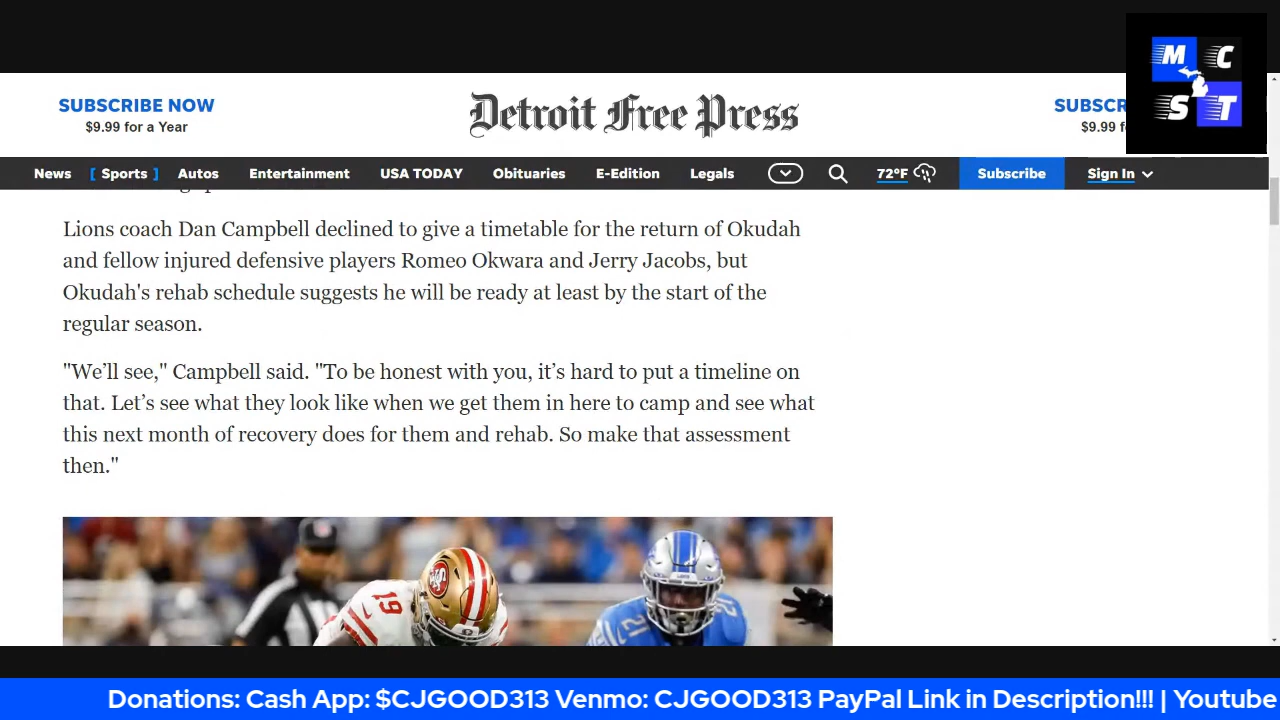 M C
S T
SUBSCRIBE NOW
$9.99 for a Year
Detroit Free Press
SUBSC
$9.99
News [ Sports ] Autos Entertainment USA TODAY Obituaries E-Edition Legals 72°F Subscribe Sign In
Lions coach Dan Campbell declined to give a timetable for the return of Okudah
and fellow injured defensive players Romeo Okwara and Jerry Jacobs, but
Okudah's rehab schedule suggests he will be ready at least by the start of the
regular season.
"We’ll see," Campbell said. "To be honest with you, it’s hard to put a timeline on
that. Let’s see what they look like when we get them in here to camp and see what
this next month of recovery does for them and rehab. So make that assessment
then."
19
21
21
Donations: Cash App: $CJGOOD313 Venmo: CJGOOD313 PayPal Link in Description!!! | Youtube